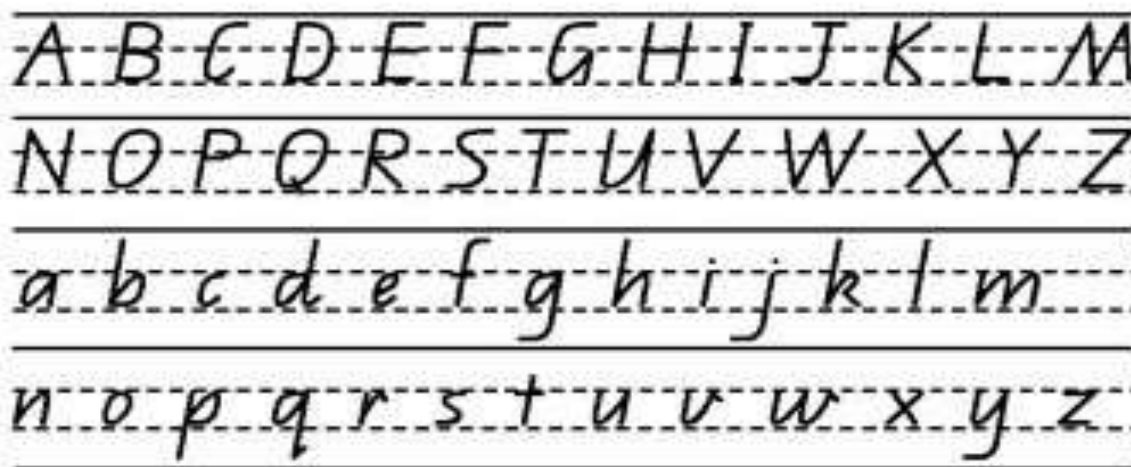 A B C D E F G H I J K L M
N O P Q R S T U V W X Y Z
a b c d e f g h i j k l m
n o p q r s t u v w x y z